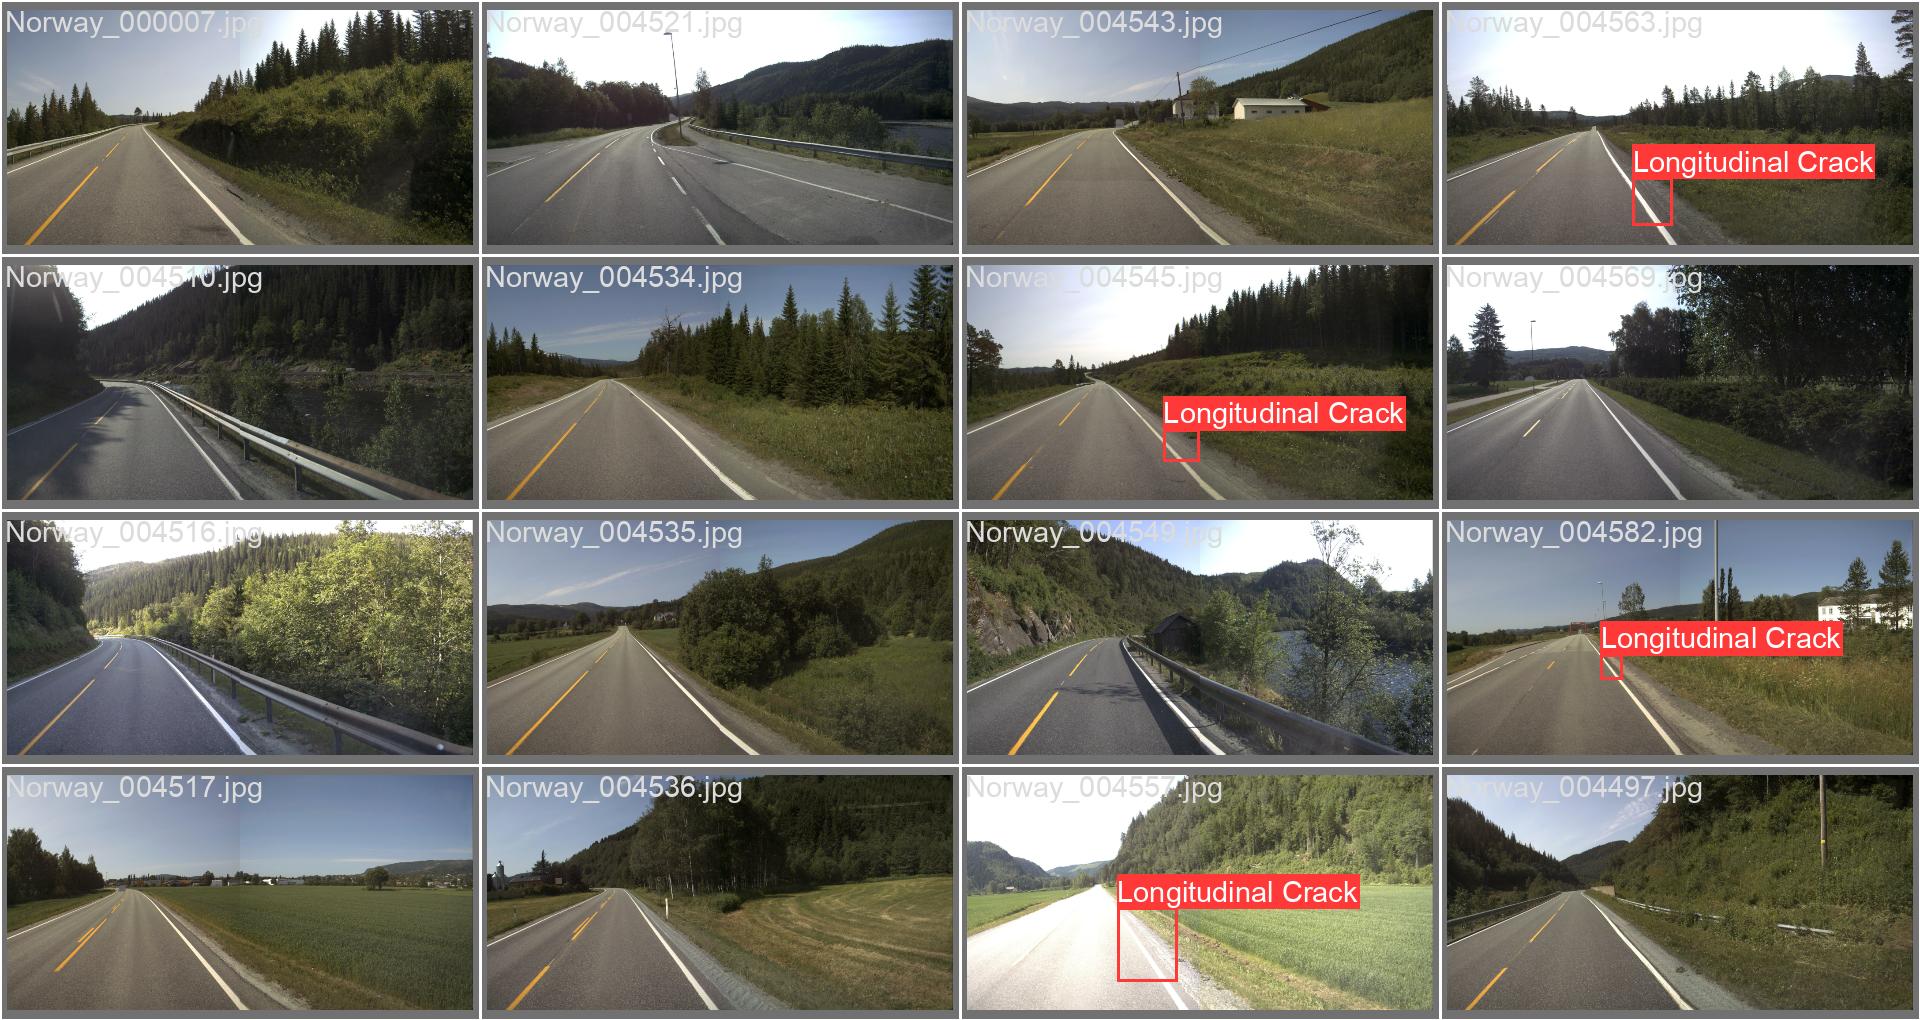 Norway_000007.jpg
Norway_004521.jpg
Norway_004543.jpg
Norway_004563.jpg
Longitudinal Crack
Norway_004510.jpg
Norway_004534.jpg
Norway_004545.jpg
Norway_004569.jpg
Longitudinal Crack
Norway_004516.jpg
Norway_004535.jpg
Norway_004549.jpg
Norway_004582.jpg
Longitudinal Crack
Norway_004517.jpg
Norway_004536.jpg
Norway_004557.jpg
Norway_004497.jpg
Longitudinal Crack